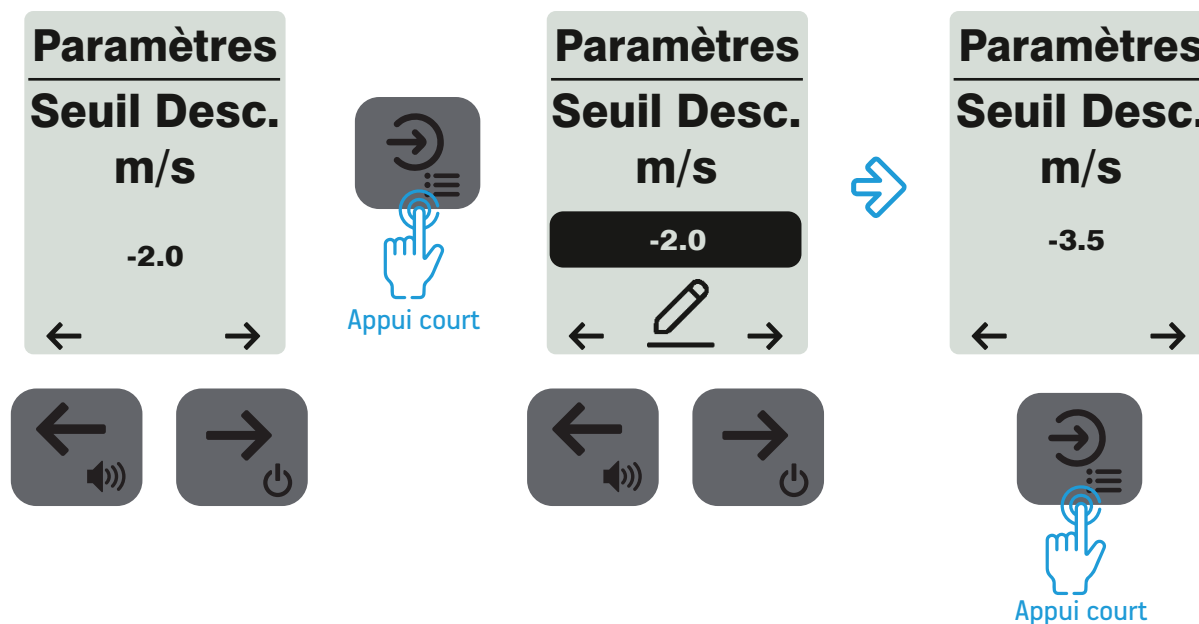 Paramètres
Seuil Desc.
m/s
-2.0
Appui court
Paramètres
Seuil Desc.
m/s
-2.0
Paramètres
Seuil Desc.
m/s
-3.5
Appui court